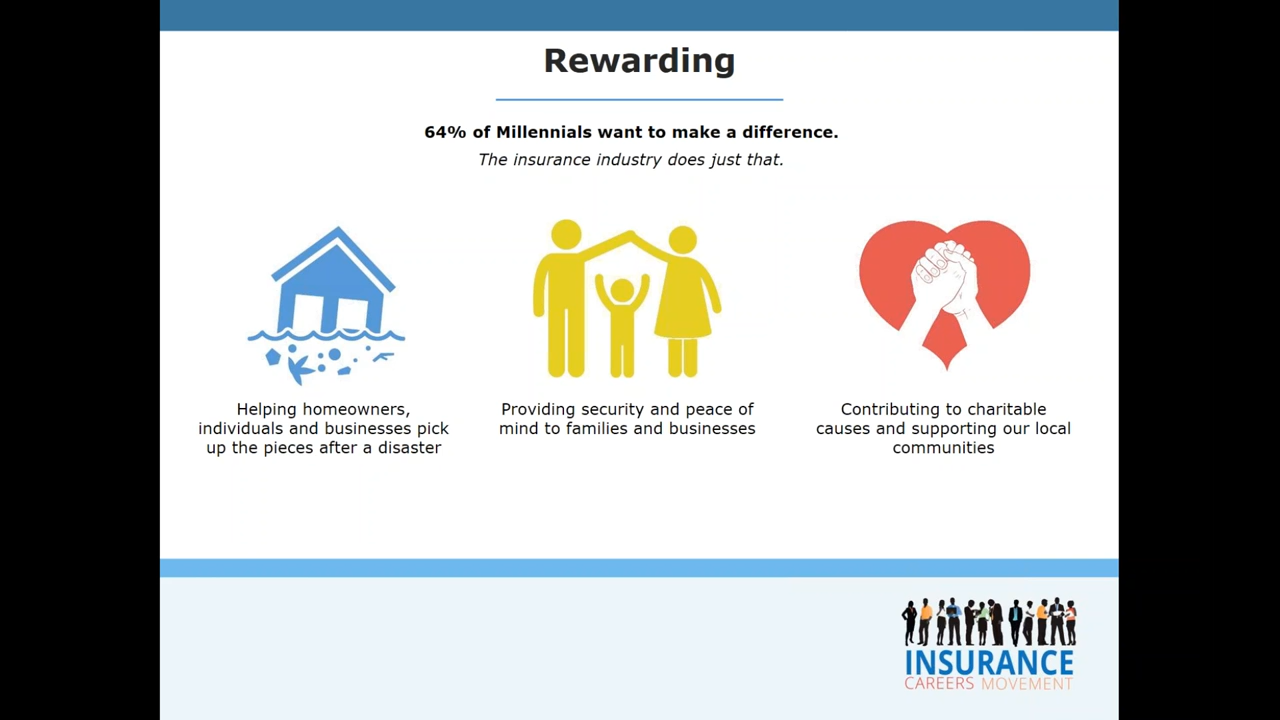 Rewarding
64% of Millennials want to make a difference.
The insurance industry does just that.
Helping homeowners,
individuals and businesses pick
up the pieces after a disaster
Providing security and peace of
mind to families and businesses
Contributing to charitable
causes and supporting our local
communities
INSURANCE
CAREERS MOVEMENT